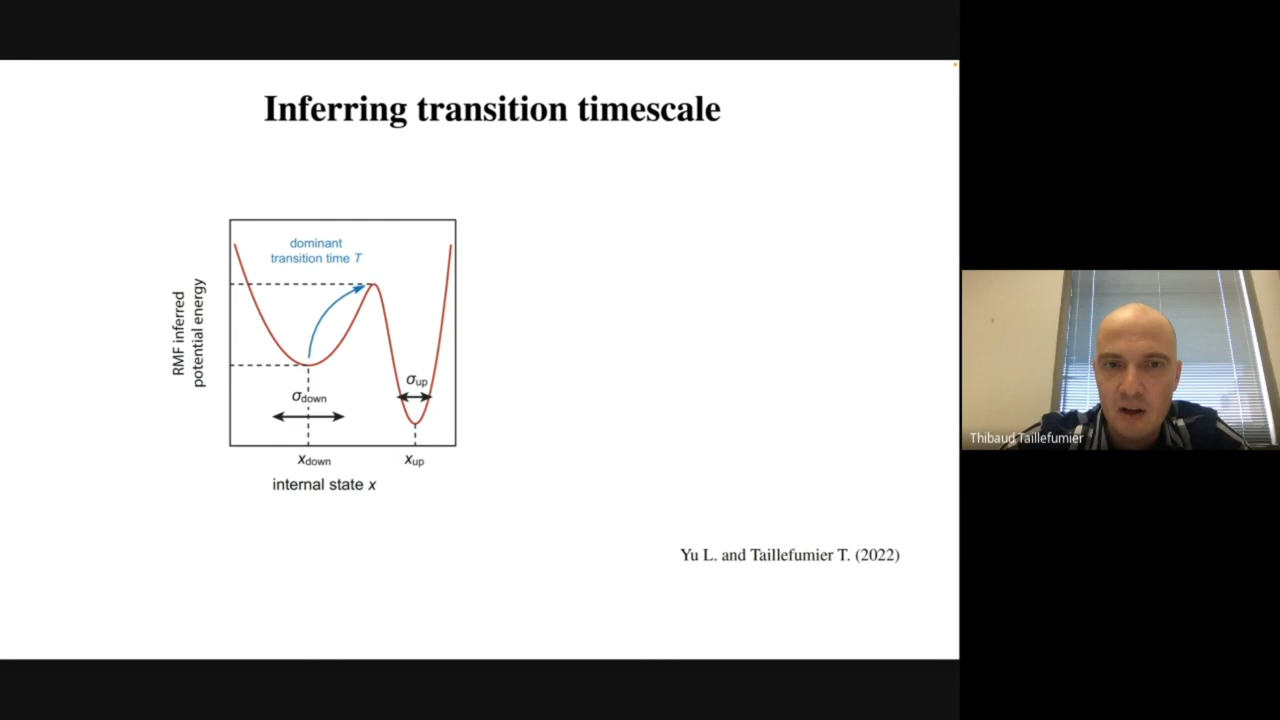 Inferring transition timescale
dominant
transition time T
RMF inferred
potential energy
σup
σdown
xdown
xup
internal state x
Yu L. and Taillefumier T. (2022)
Thibaud Taillefumier